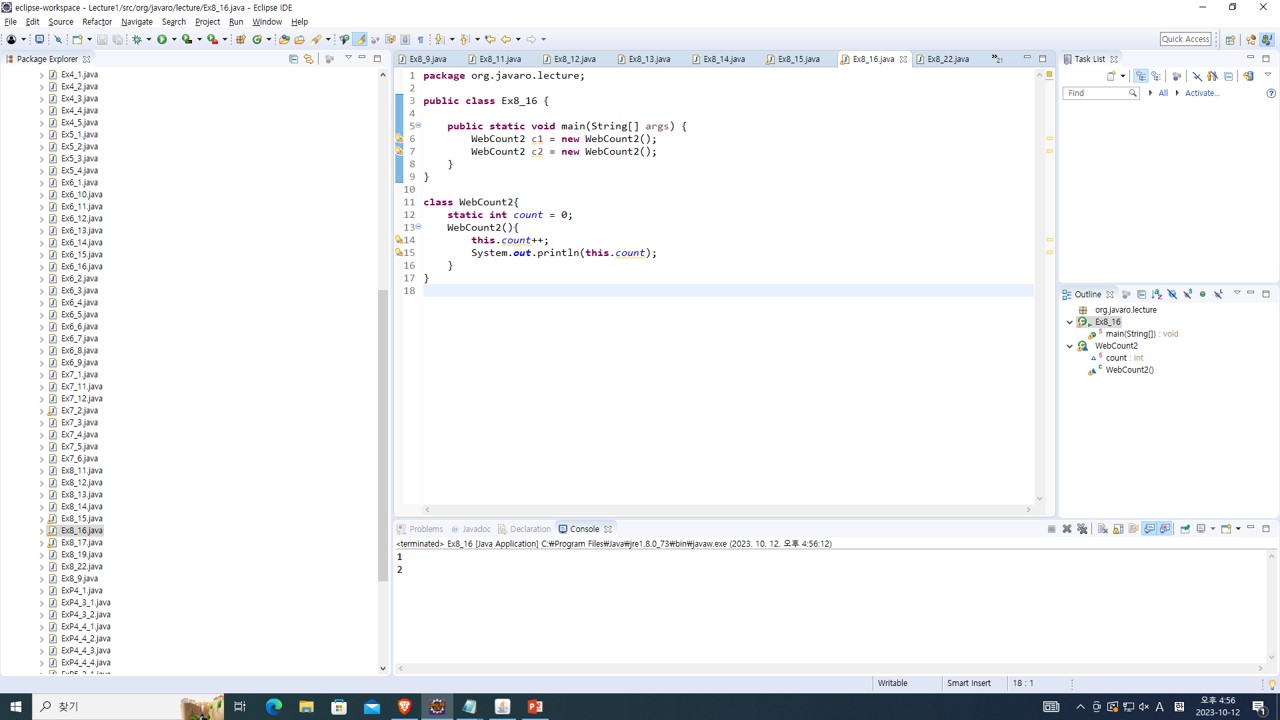 eclipse-workspace - Lecture1/src/org/javaro/lecture/Ex8_16.java - Eclipse IDE
File Edit Source Refactor Navigate Search Project Run Window Help
Quick Access
Package Explorer
Ex4_1.java
Ex4_2.java
Ex4_3.java
Ex4_4.java
Ex4_5.java
Ex5_1.java
Ex5_2.java
Ex5_3.java
Ex5_4.java
Ex6_1.java
Ex6_10.java
Ex6_11.java
Ex6_12.java
Ex6_13.java
Ex6_14.java
Ex6_15.java
Ex6_16.java
Ex6_2.java
Ex6_3.java
Ex6_4.java
Ex6_5.java
Ex6_6.java
Ex6_7.java
Ex6_8.java
Ex6_9.java
Ex7_1.java
Ex7_11.java
Ex7_12.java
Ex7_2.java
Ex7_3.java
Ex7_4.java
Ex7_5.java
Ex7_6.java
Ex8_11.java
Ex8_12.java
Ex8_13.java
Ex8_14.java
Ex8_15.java
Ex8_16.java
Ex8_17.java
Ex8_19.java
Ex8_22.java
Ex8_9.java
ExP4_1.java
ExP4_3_1.java
ExP4_3_2.java
ExP4_4_1.java
ExP4_4_2.java
ExP4_4_3.java
ExP4_4_4.java
Ex8_9.java Ex8_11.java Ex8_12.java Ex8_13.java Ex8_14.java Ex8_15.java Ex8_16.java Ex8_22.java
1 package org.javaro.lecture;
2
3 public class Ex8_16 {
4
5 public static void main(String[] args) {
6 WebCount2 c1 = new WebCount2();
7 WebCount2 c2 = new WebCount2();
8 }
9 }
10
11 class WebCount2{
12 static int count = 0;
13 WebCount2(){
14 this.count++;
15 System.out.println(this.count);
16 }
17 }
18
Task List
Find All Activate...
Outline
org.javaro.lecture
Ex8_16
main(String[]) : void
WebCount2
count : int
WebCount2()
Problems Javadoc Declaration Console
<terminated> Ex8_16 [Java Application] C:₩Program Files₩Java₩jre1.8.0_73₩bin₩javaw.exe (2023. 10. 12. 오후 4:56:12)
1
2
Writable Smart Insert 18 : 1
찾기
A
오후 4:56
2023-10-12